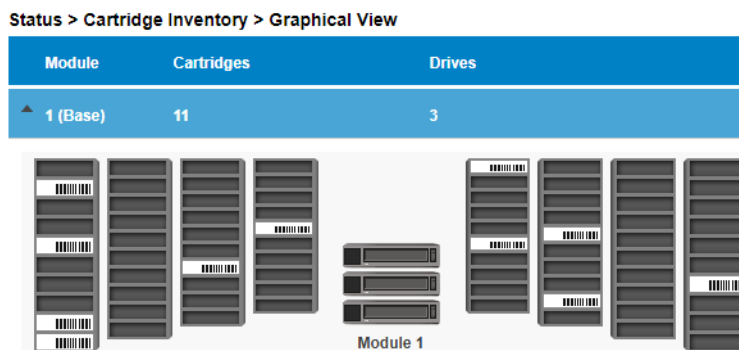 Status > Cartridge Inventory > Graphical View
Module Cartridges Drives
1 (Base) 11 3
Module 1